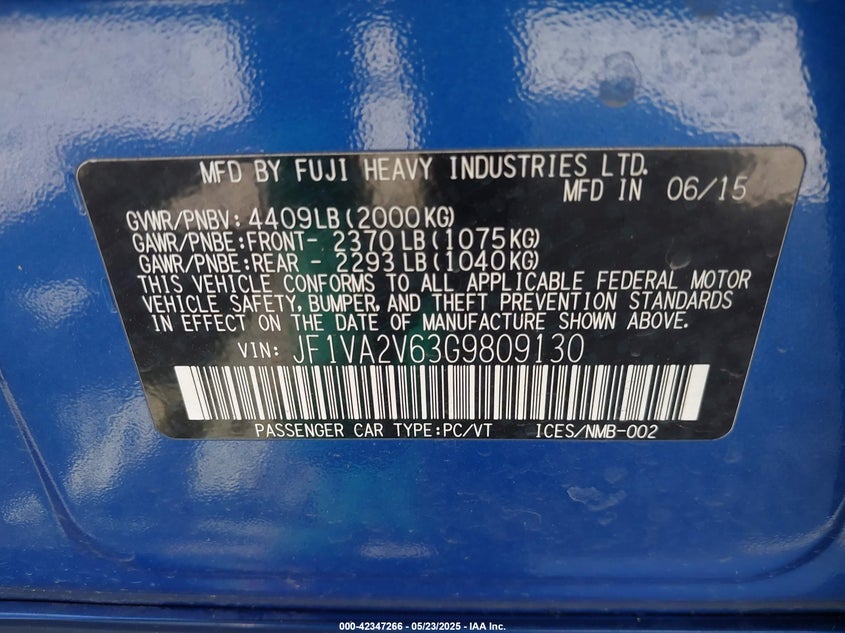 MFD BY FUJI HEAVY INDUSTRIES LTD.
MFD IN 06/15
GVWR/PNBV: 4409LB (2000KG)
GAWR/PNBE:FRONT- 2370 LB (1075KG)
GAWR/PNBE:REAR - 2293 LB (1040KG)
THIS VEHICLE CONFORMS TO ALL APPLICABLE FEDERAL MOTOR
VEHICLE SAFETY, BUMPER, AND THEFT PREVENTION STANDARDS
IN EFFECT ON THE DATE OF MANUFACTURE SHOWN ABOVE.
VIN: JF1VA2V63G9809130
PASSENGER CAR TYPE:PC/VT ICES/NMB-002
000-42347266 - 05/23/2025 - IAA Inc.